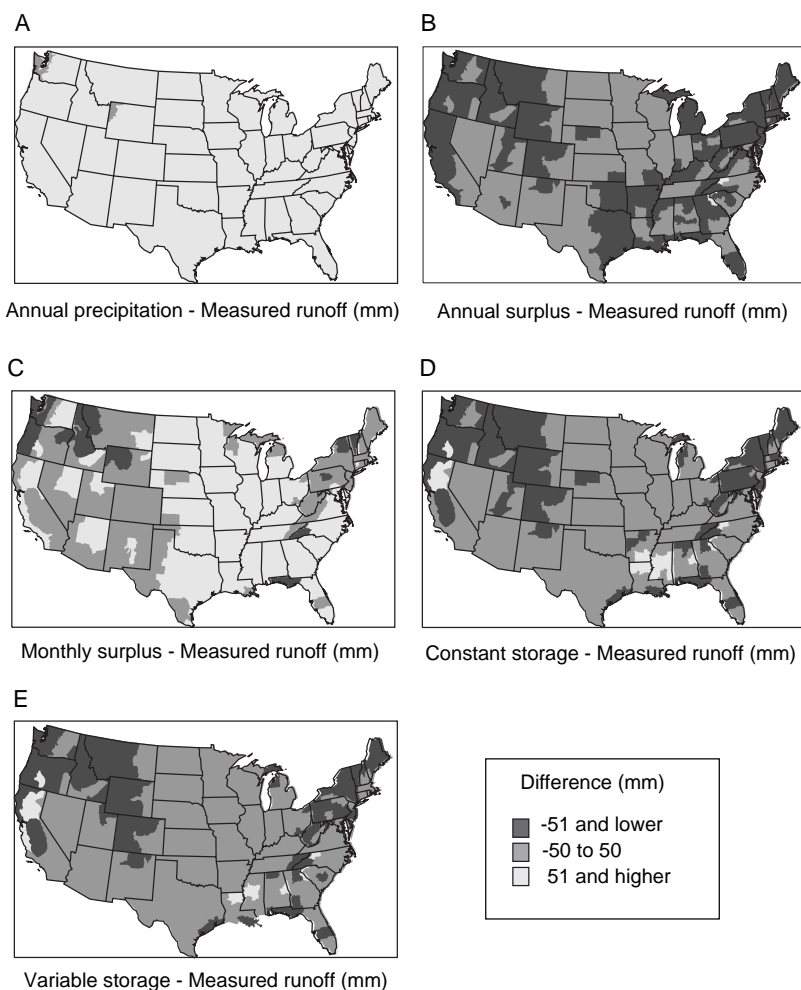 A
B
Annual precipitation - Measured runoff (mm)
Annual surplus - Measured runoff (mm)
C
D
Monthly surplus - Measured runoff (mm)
Constant storage - Measured runoff (mm)
E
Difference (mm)
-51 and lower
-50 to 50
51 and higher
Variable storage - Measured runoff (mm)